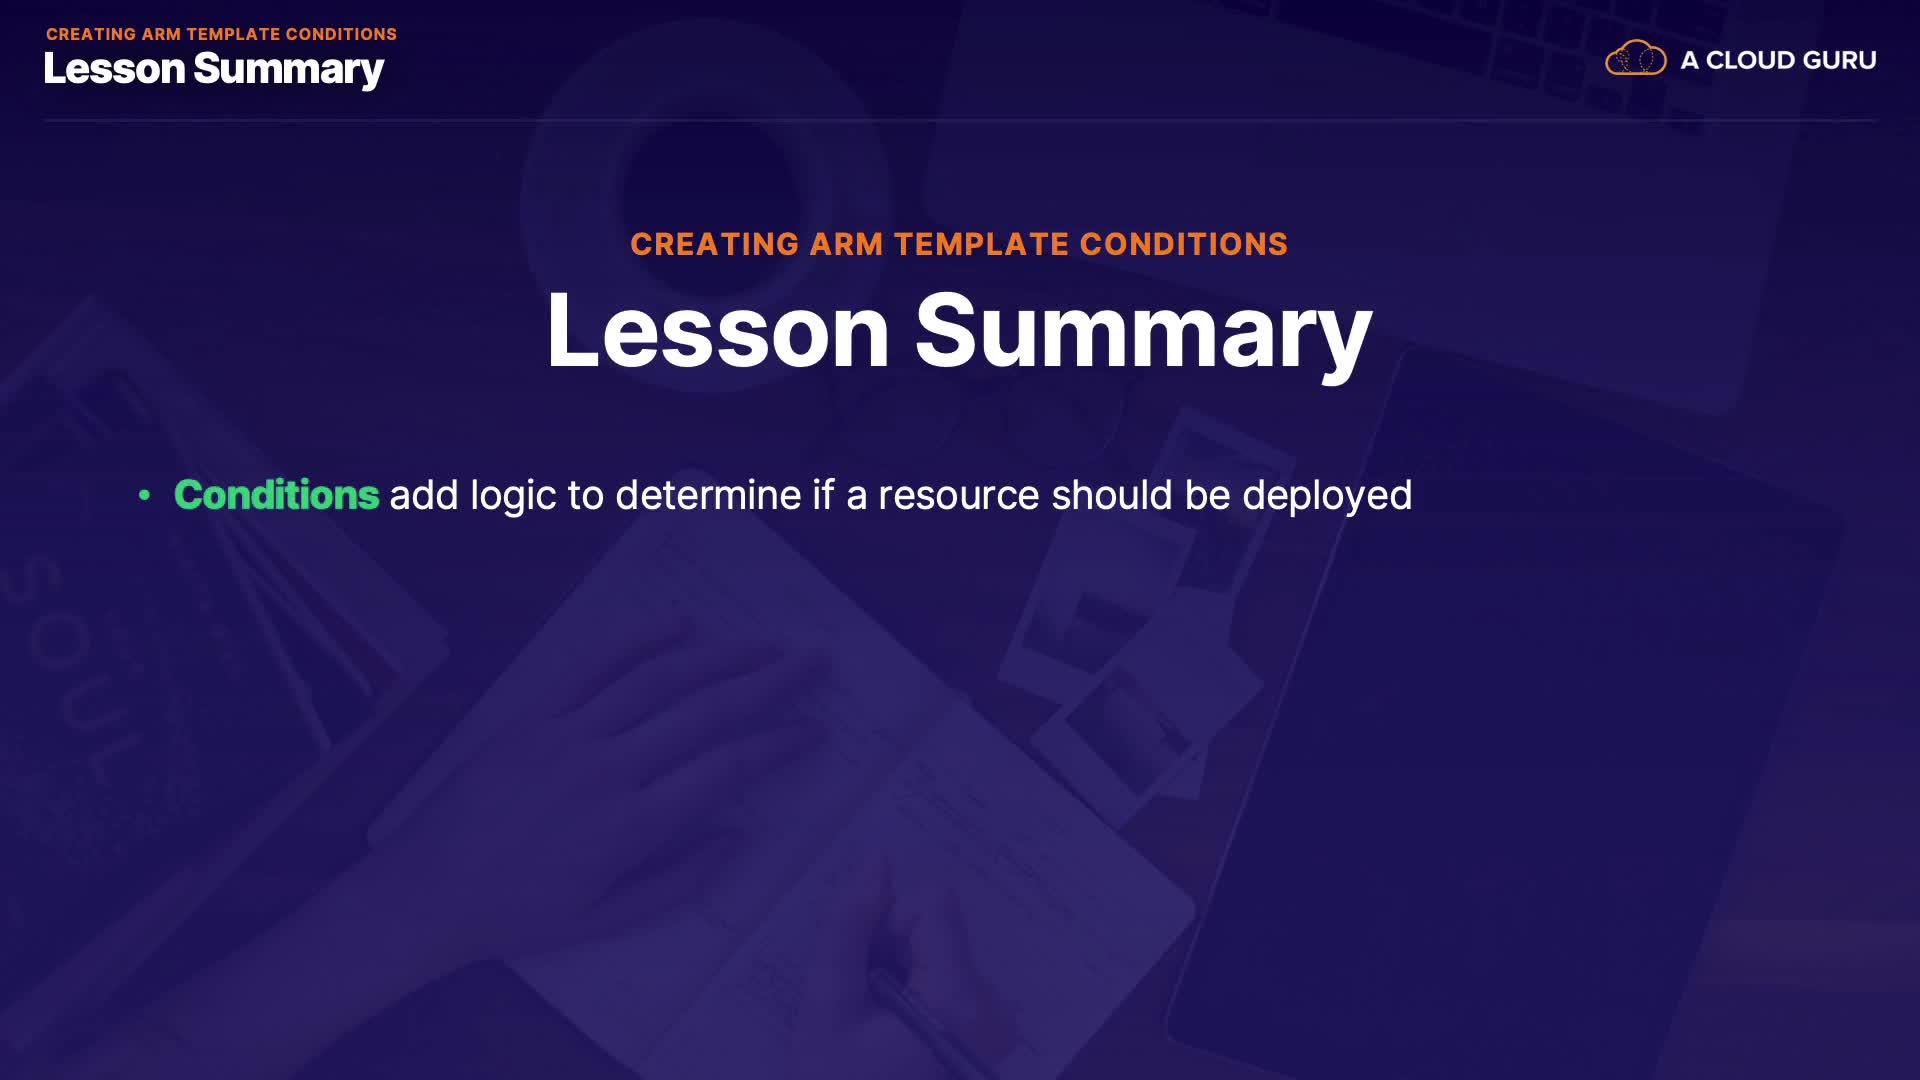 CREATING ARM TEMPLATE CONDITIONS
Lesson Summary
A CLOUD GURU
CREATING ARM TEMPLATE CONDITIONS
Lesson Summary
• Conditions add logic to determine if a resource should be deployed
SOUL